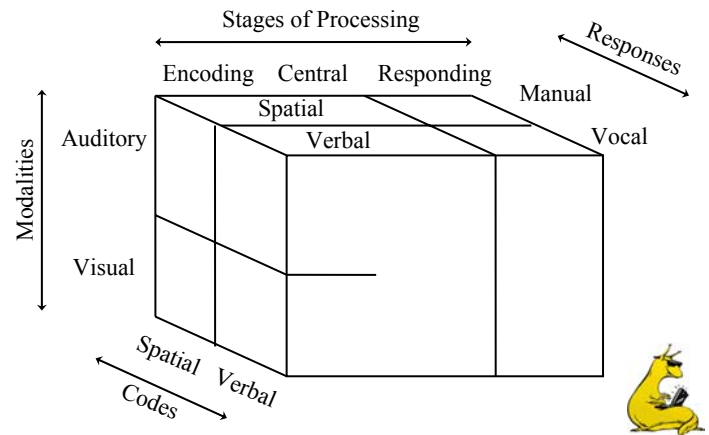 Stages of Processing
Responses
Encoding Central Responding
Manual
Spatial
Auditory
Verbal
Vocal
Modalities
Visual
Spatial Verbal
Codes